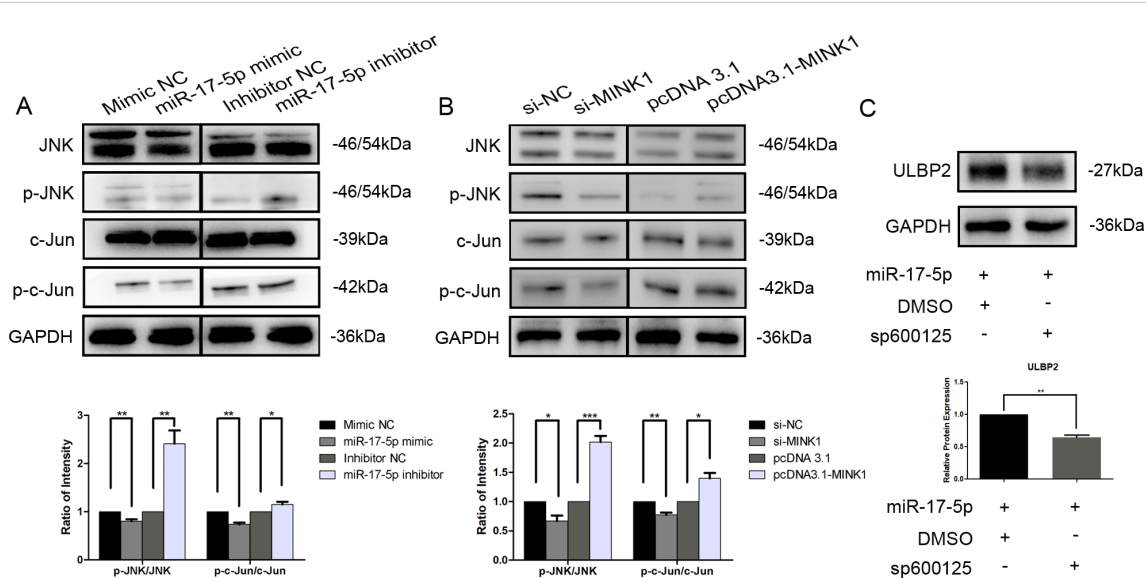 A
Mimic NC
miR-17-5p mimic
Inhibitor NC
miR-17-5p inhibitor
JNK
-46/54kDa
p-JNK
-46/54kDa
c-Jun
-39kDa
p-c-Jun
-42kDa
GAPDH
-36kDa
3
2
1
0
Ratio of Intensity
** ** ** *
p-JNK/JNK
p-c-Jun/c-Jun
Mimic NC
miR-17-5p mimic
Inhibitor NC
miR-17-5p inhibitor
B
si-NC
si-MINK1
pcDNA 3.1
pcDNA3.1-MINK1
JNK
-46/54kDa
p-JNK
-46/54kDa
c-Jun
-39kDa
p-c-Jun
-42kDa
GAPDH
-36kDa
2.5
2.0
1.5
1.0
0.5
0.0
Ratio of Intensity
* *** ** *
p-JNK/JNK
p-c-Jun/c-Jun
si-NC
si-MINK1
pcDNA 3.1
pcDNA3.1-MINK1
C
ULBP2
-27kDa
GAPDH
-36kDa
miR-17-5p + +
DMSO + -
sp600125 - +
ULBP2
1.5
1.0
0.5
0.0
Relative Protein Expression
**
miR-17-5p + +
DMSO + -
sp600125 - +